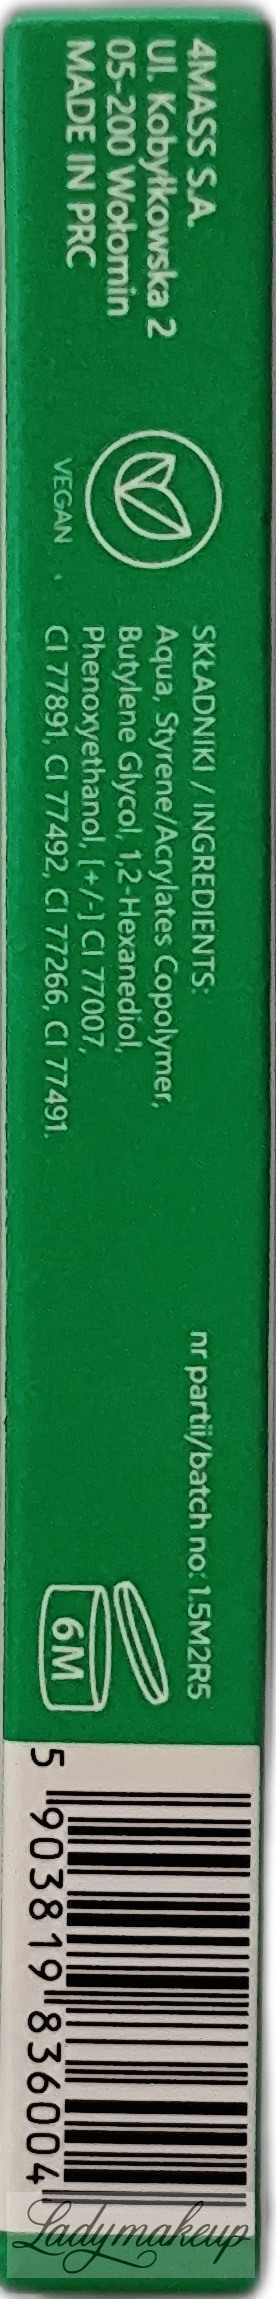 4MASS S.A.
Ul. Kobyłkowska 2
05-200 Wołomin
MADE IN PRC
VEGAN
SKŁADNIKI / INGREDIENTS:
Aqua, Styrene/Acrylates Copolymer,
Butylene Glycol, 1,2-Hexanediol,
Phenoxyethanol, [+/-] CI 77007,
CI 77891, CI 77492, CI 77266, CI 77491.
nr partii/batch no: 1.5M2R5
6M
5 903819 836004
Ladymakeup